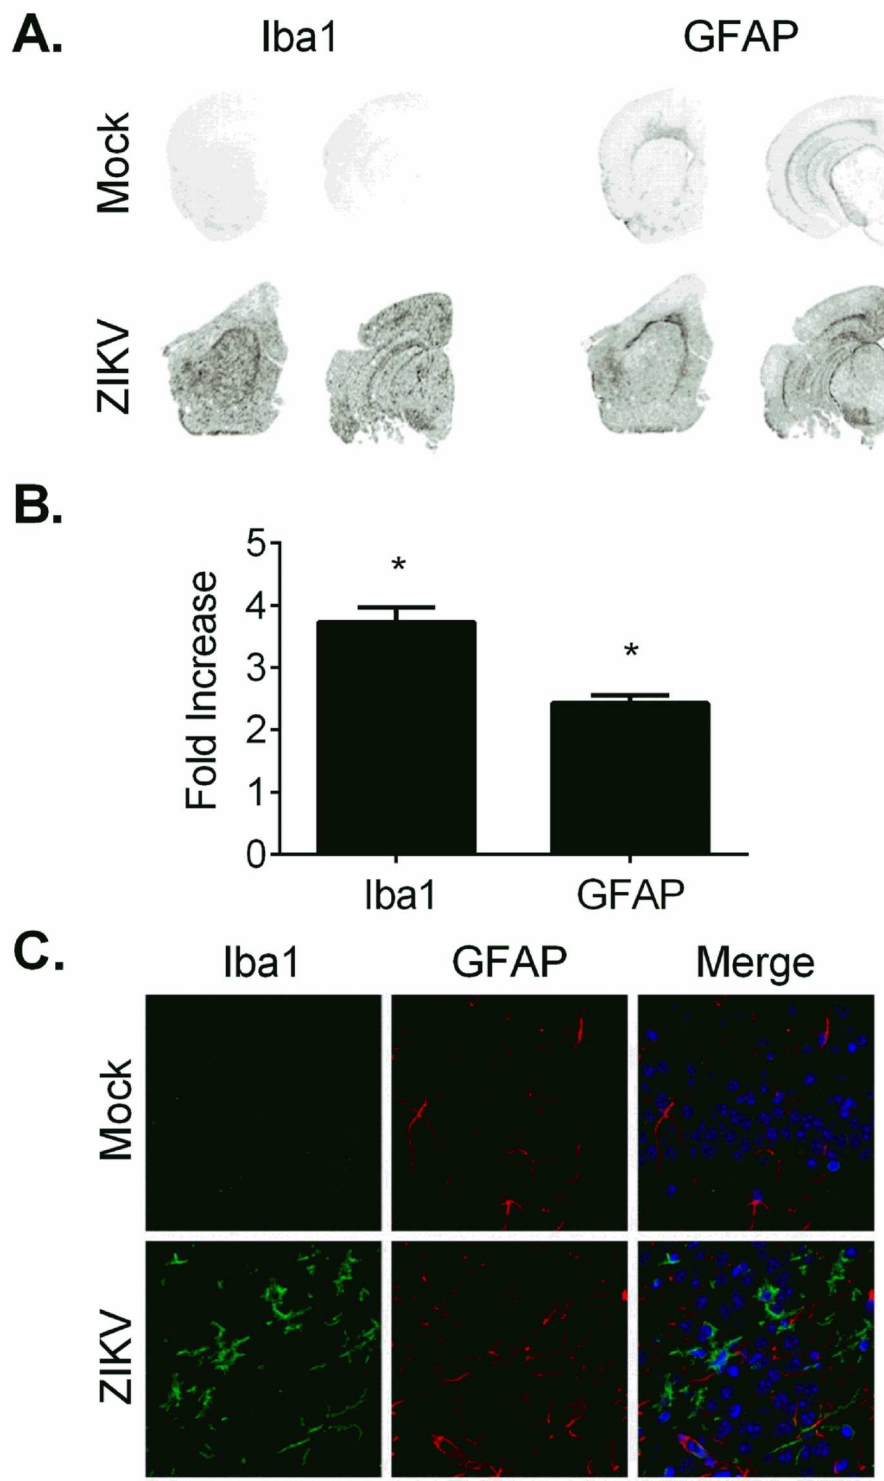 A.
Iba1 GFAP
Mock
ZIKV
B.
Fold Increase
5
4
3
2
1
0
*
*
Iba1 GFAP
C.
Iba1 GFAP Merge
Mock
ZIKV